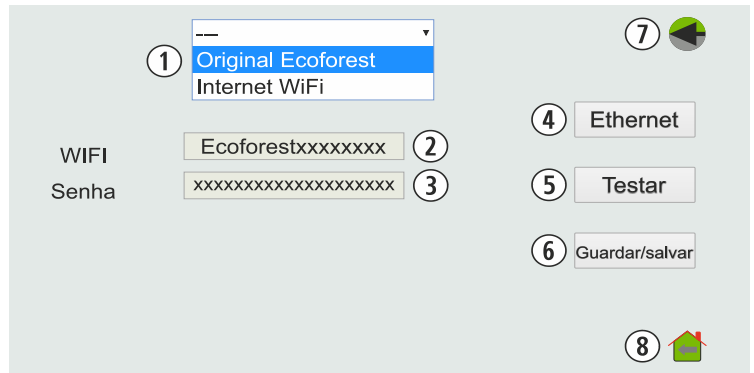 ---
① Original Ecoforest
Internet WiFi
WIFI Ecoforestxxxxxxxx ②
Senha xxxxxxxxxxxxxxxxxxxx ③
⑦
④ Ethernet
⑤ Testar
⑥ Guardar/salvar
⑧